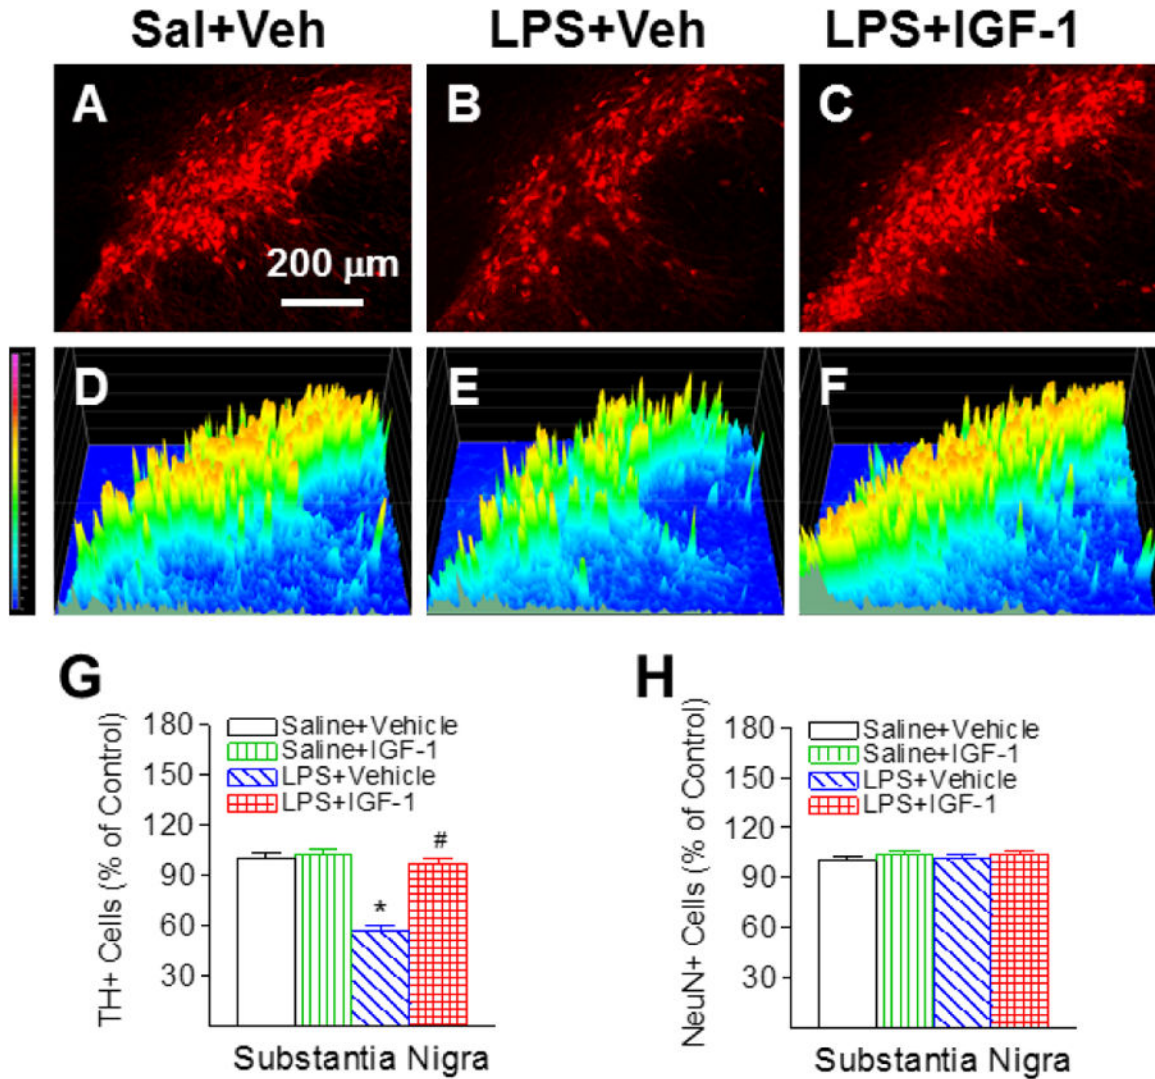 Sal+Veh LPS+Veh LPS+IGF-1
A B C
200 μm
D E F
G
TH+ Cells (% of Control)
180
150
120
90
60
30
Saline+Vehicle
Saline+IGF-1
LPS+Vehicle
LPS+IGF-1
*
#
Substantia Nigra
H
NeuN+ Cells (% of Control)
180
150
120
90
60
30
Saline+Vehicle
Saline+IGF-1
LPS+Vehicle
LPS+IGF-1
Substantia Nigra